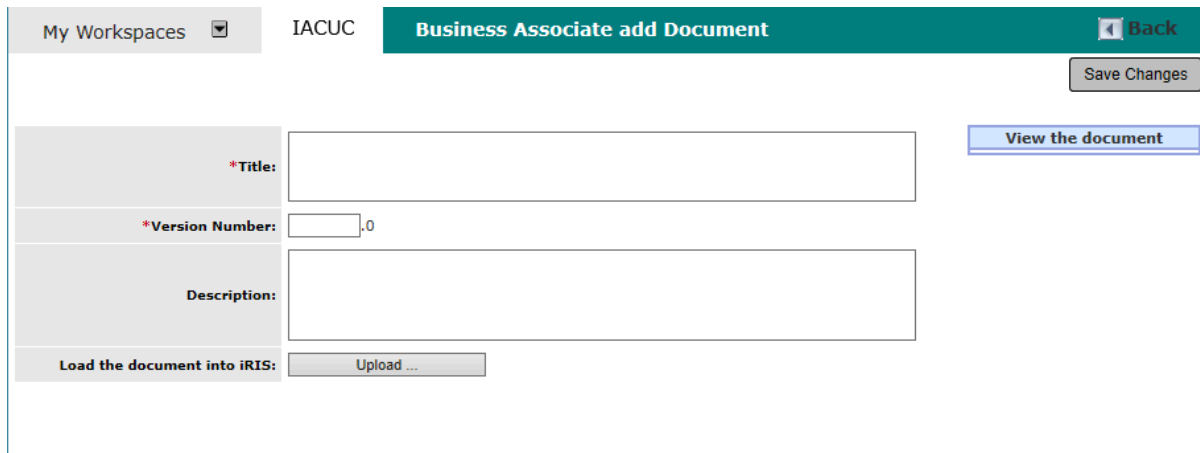 My Workspaces IACUC Business Associate add Document Back
Save Changes
View the document
*Title:
*Version Number: .0
Description:
Load the document into iRIS: Upload ...